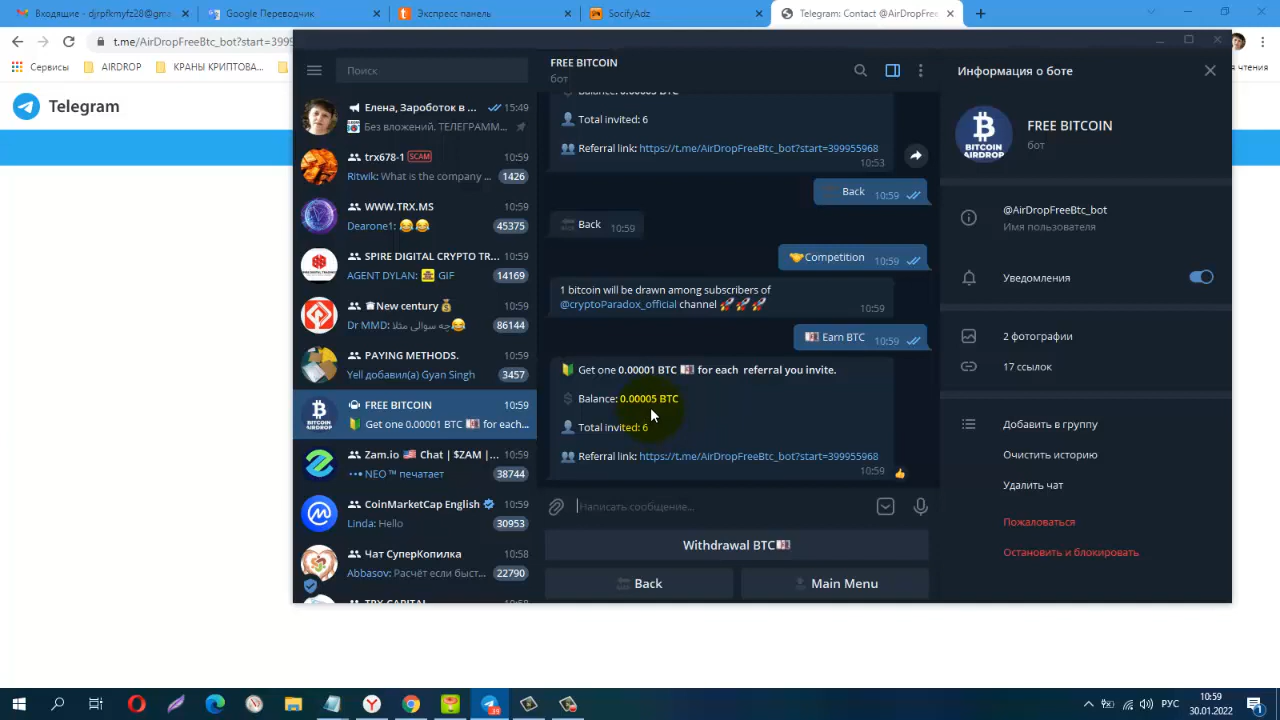 Входящие - djrpfkmyfz28@gma
Google Переводчик
Экспресс панель
SocifyAdz
Telegram: Contact @AirDropFree
t.me/AirDropFreeBtc_bot?start=3999
Сервисы
AIRDROP
КРАНЫ КРИПТОВА...
я чтения
Telegram
Поиск
Елена, Зароботок в ...
15:49
Без вложений. ТЕЛЕГРАММ...
trx678-1 SCAM
10:59
Ritwik: What is the company ...
1426
WWW.TRX.MS
10:59
Dearone1: 😂😂
45375
SPIRE DIGITAL CRYPTO TR...
10:59
AGENT DYLAN: GIF
14169
New century💰
10:59
Dr MMD: چه سوالی مثلا😂
86144
PAYING METHODS.
10:59
Yell добавил(а) Gyan Singh
3457
FREE BITCOIN
10:59
Get one 0.00001 BTC 💵 for each...
Zam.io 🇺🇸 Chat | $ZAM |...
10:59
NEO ™ печатает
38744
CoinMarketCap English
10:59
Linda: Hello
30953
Чат СуперКопилка
10:58
Abbasov: Расчёт если быст...
22790
FREE BITCOIN
бот
Balance: 0.00005 BTC
Total invited: 6
Referral link: https://t.me/AirDropFreeBtc_bot?start=399955968
10:53
Back 10:59
Back 10:59
🤝Competition 10:59
1 bitcoin will be drawn among subscribers of
@cryptoParadox_official channel 🚀🚀🚀
10:59
💵 Earn BTC 10:59
🔰 Get one 0.00001 BTC 💵 for each referral you invite.
💲 Balance: 0.00005 BTC
👤 Total invited: 6
👥 Referral link: https://t.me/AirDropFreeBtc_bot?start=399955968
10:59
Написать сообщение...
Withdrawal BTC💵
Back
Main Menu
Информация о боте
BITCOIN
AIRDROP
FREE BITCOIN
бот
@AirDropFreeBtc_bot
Имя пользователя
Уведомления
2 фотографии
17 ссылок
Добавить в группу
Очистить историю
Удалить чат
Пожаловаться
Остановить и блокировать
РУС
10:59
30.01.2022